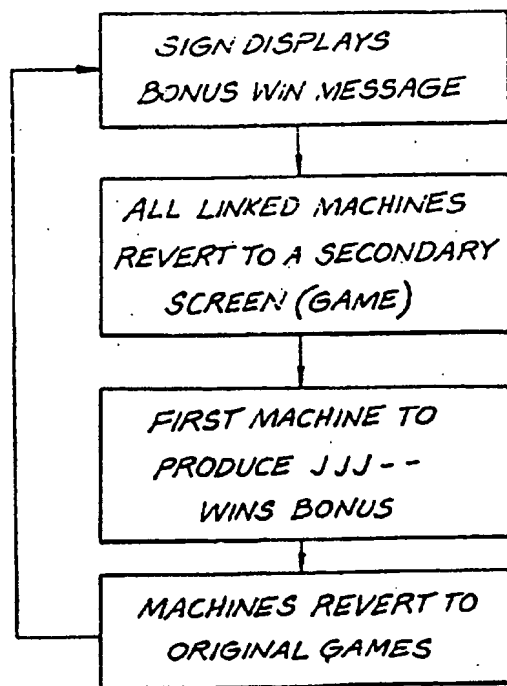 SIGN DISPLAYS
BONUS WIN MESSAGE
ALL LINKED MACHINES
REVERT TO A SECONDARY
SCREEN (GAME)
FIRST MACHINE TO
PRODUCE JJJ--
WINS BONUS
MACHINES REVERT TO
ORIGINAL GAMES